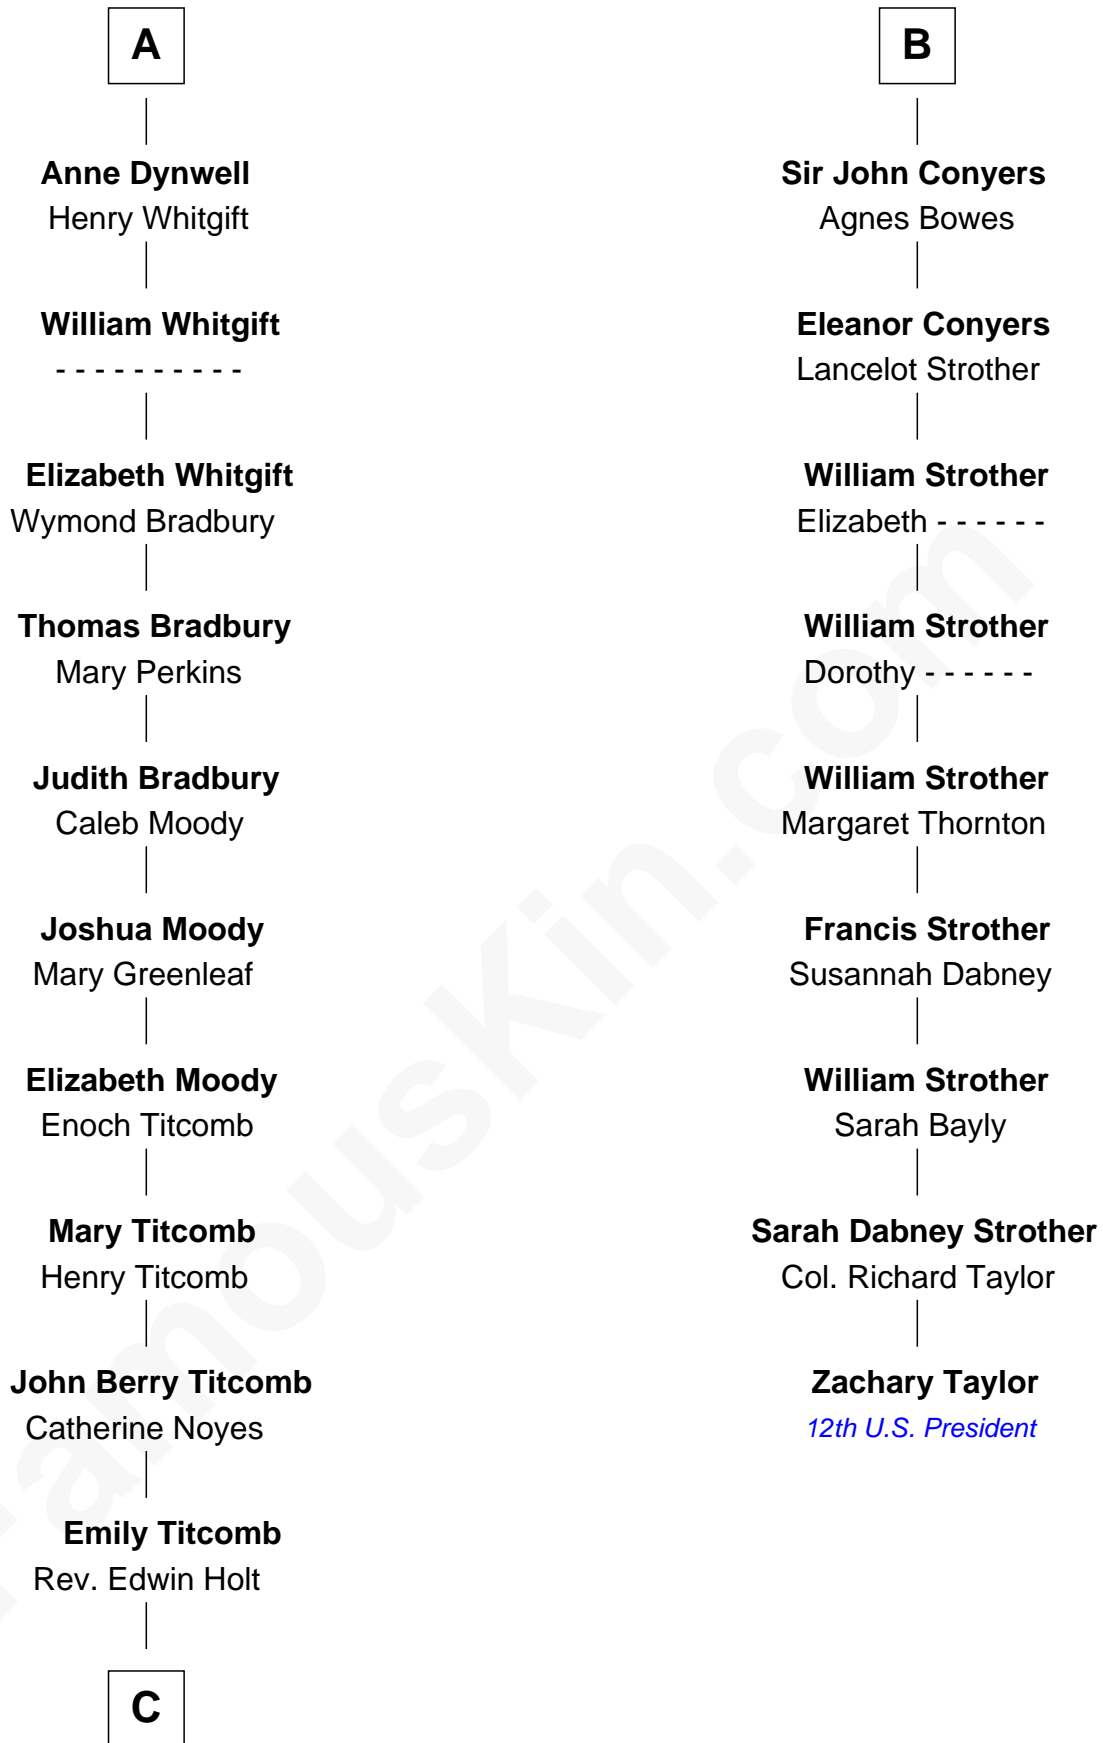 A
Anne Dynwell
Henry Whitgift
William Whitgift
- - - - - - - - - -
Elizabeth Whitgift
Wymond Bradbury
Thomas Bradbury
Mary Perkins
Judith Bradbury
Caleb Moody
Joshua Moody
Mary Greenleaf
Elizabeth Moody
Enoch Titcomb
Mary Titcomb
Henry Titcomb
John Berry Titcomb
Catherine Noyes
Emily Titcomb
Rev. Edwin Holt
C
B
Sir John Conyers
Agnes Bowes
Eleanor Conyers
Lancelot Strother
William Strother
Elizabeth - - - - - -
William Strother
Dorothy - - - - - -
William Strother
Margaret Thornton
Francis Strother
Susannah Dabney
William Strother
Sarah Bayly
Sarah Dabney Strother
Col. Richard Taylor
Zachary Taylor
12th U.S. President
FamousKin.com